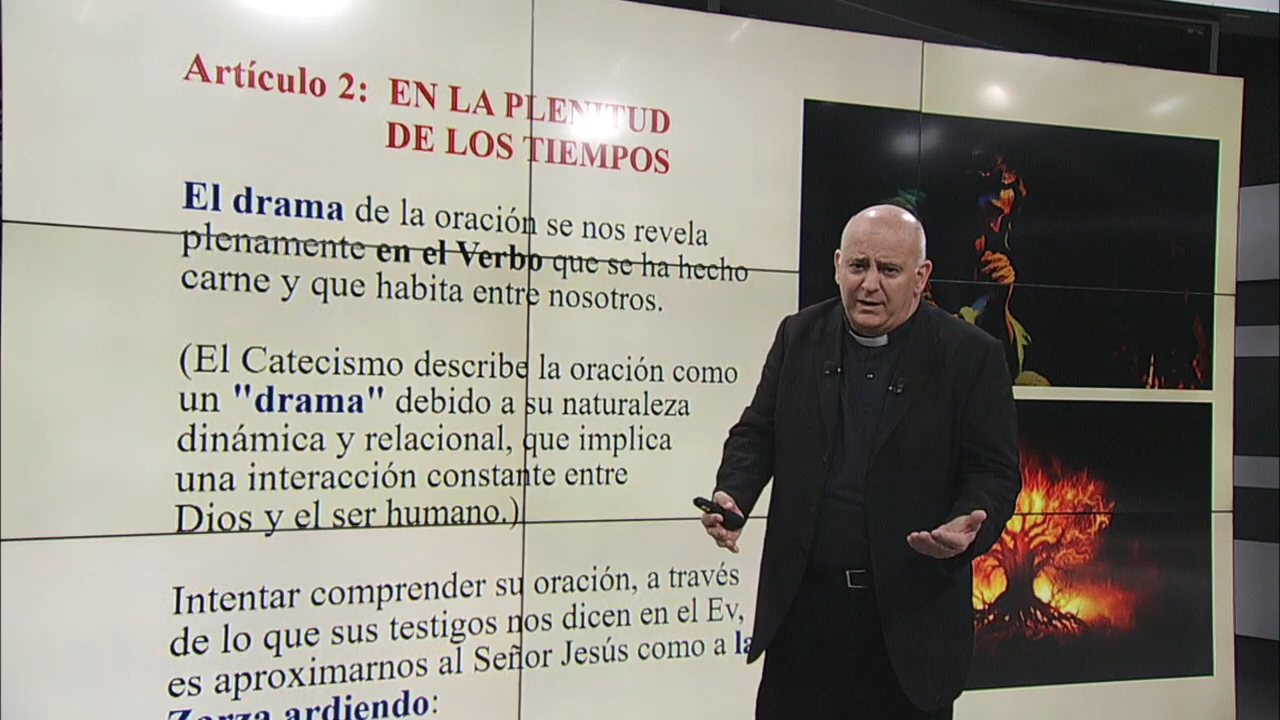 Artículo 2: EN LA PLENITUD
DE LOS TIEMPOS
El drama de la oración se nos revela
plenamente en el Verbo que se ha hecho
carne y que habita entre nosotros.
(El Catecismo describe la oración como
un "drama" debido a su naturaleza
dinámica y relacional, que implica
una interacción constante entre
Dios y el ser humano.)
Intentar comprender su oración, a través
de lo que sus testigos nos dicen en el Ev,
es aproximarnos al Señor Jesús como a la
Zarza ardiendo: